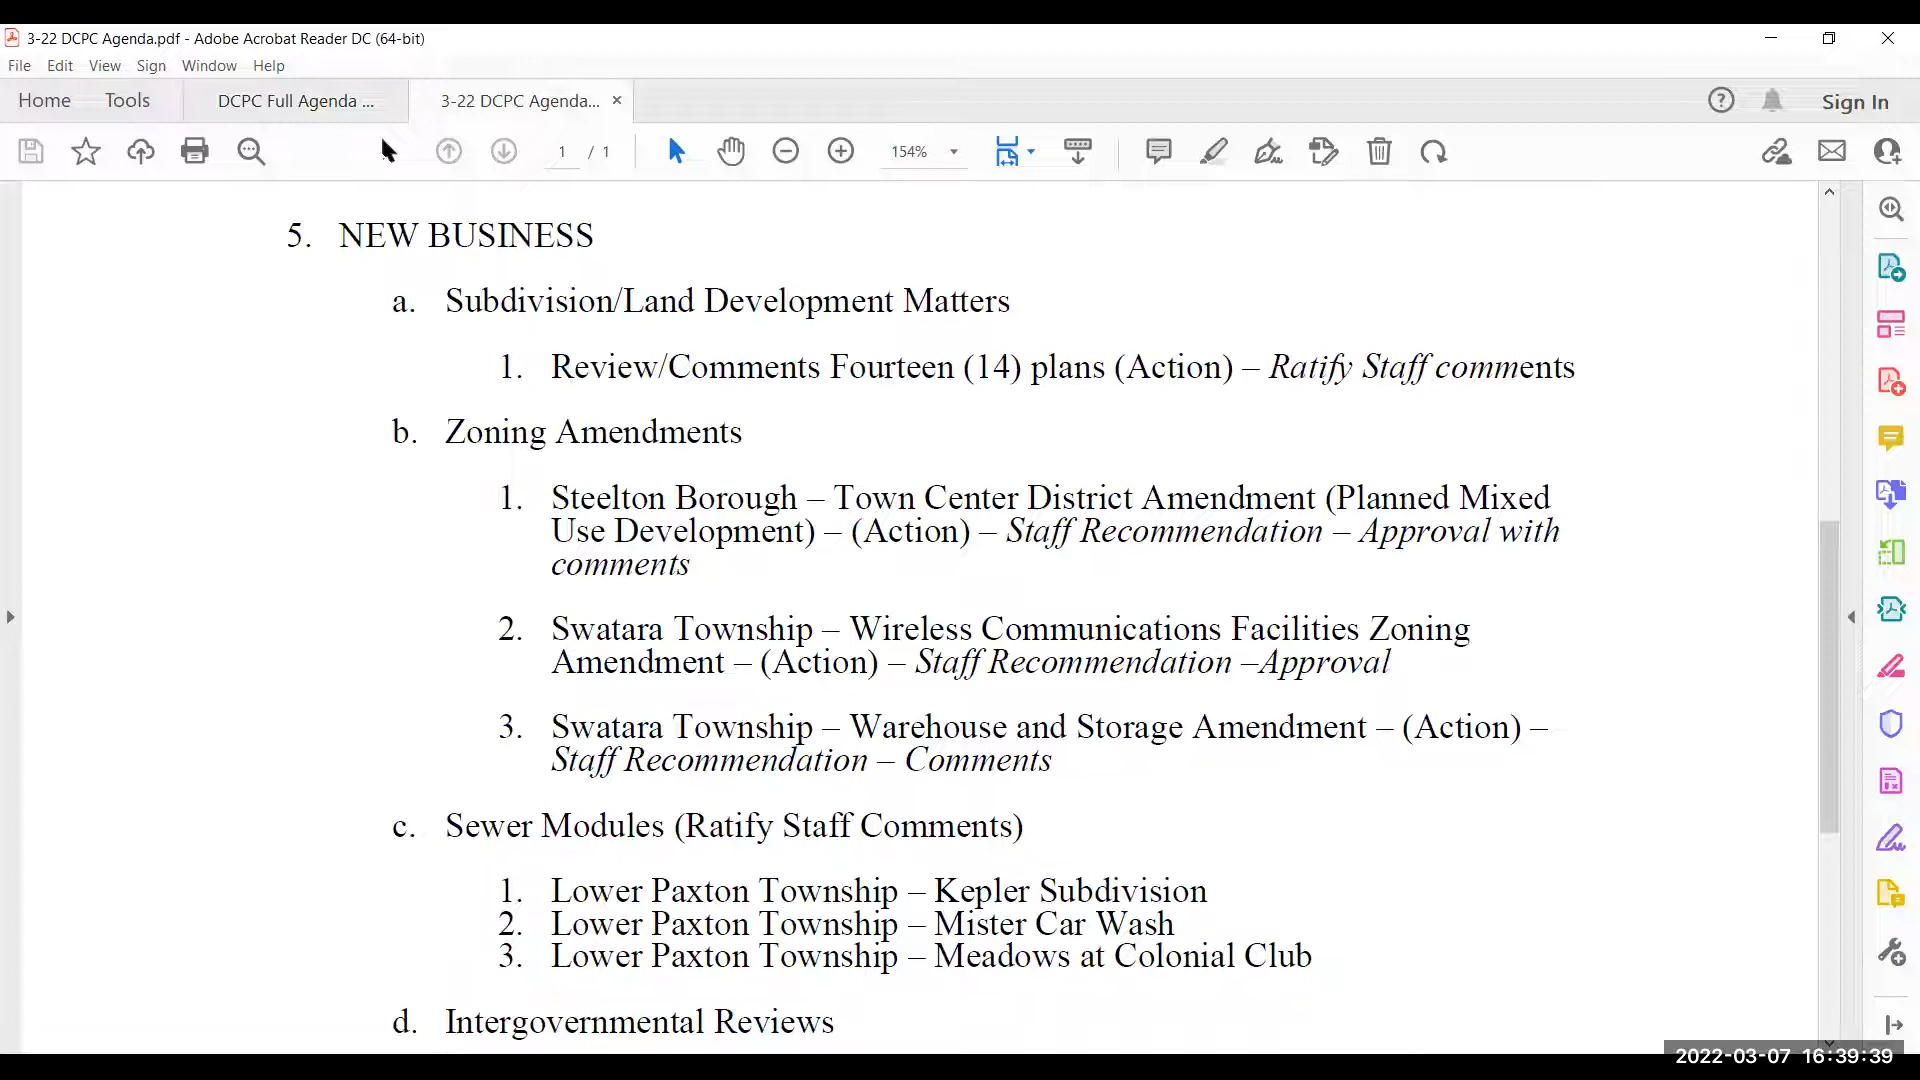 3-22 DCPC Agenda.pdf - Adobe Acrobat Reader DC (64-bit)
File Edit View Sign Window Help
Home Tools DCPC Full Agenda ... 3-22 DCPC Agenda... × Sign In
1 / 1 154%
5. NEW BUSINESS
a. Subdivision/Land Development Matters
1. Review/Comments Fourteen (14) plans (Action) – Ratify Staff comments
b. Zoning Amendments
1. Steelton Borough – Town Center District Amendment (Planned Mixed
Use Development) – (Action) – Staff Recommendation – Approval with
comments
2. Swatara Township – Wireless Communications Facilities Zoning
Amendment – (Action) – Staff Recommendation –Approval
3. Swatara Township – Warehouse and Storage Amendment – (Action) –
Staff Recommendation – Comments
c. Sewer Modules (Ratify Staff Comments)
1. Lower Paxton Township – Kepler Subdivision
2. Lower Paxton Township – Mister Car Wash
3. Lower Paxton Township – Meadows at Colonial Club
d. Intergovernmental Reviews
2022-03-07 16:39:39